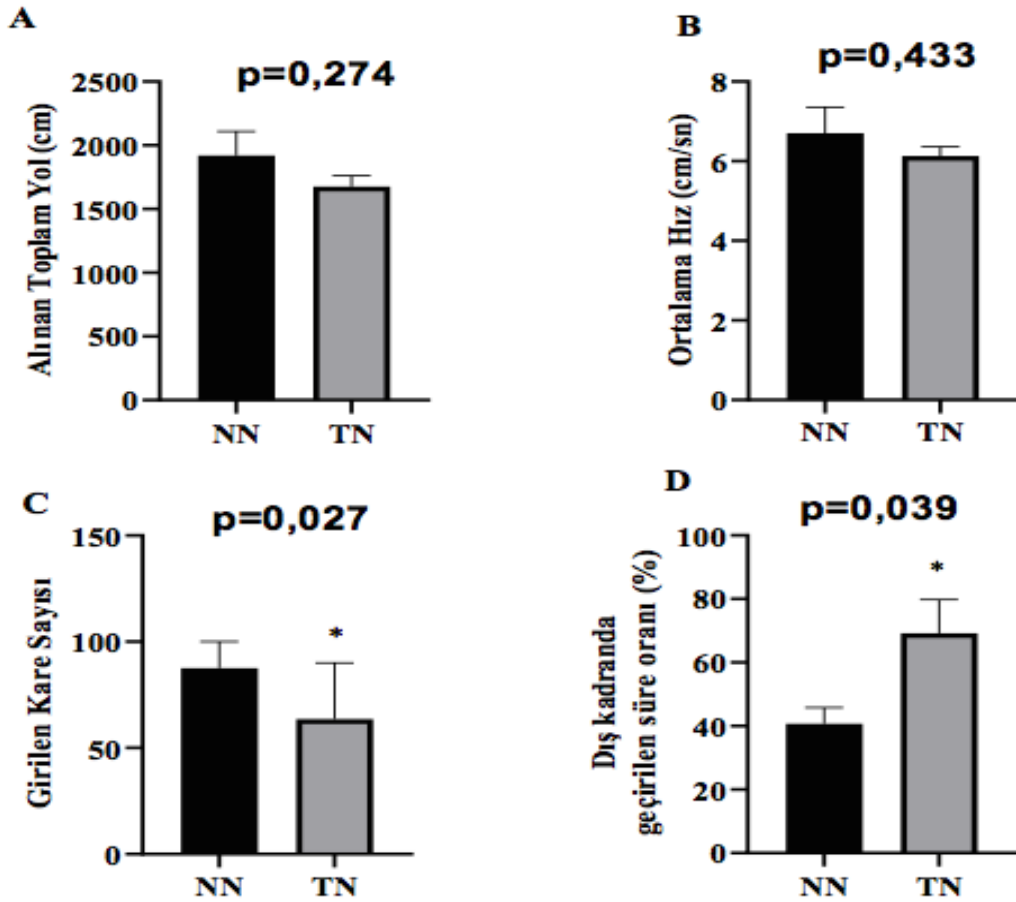 A
p=0,274
Alınan Toplam Yol (cm)
2500
2000
1500
1000
500
0
NN
TN
B
p=0,433
Ortalama Hız (cm/sn)
8
6
4
2
0
NN
TN
C
p=0,027
Girilen Kare Sayısı
150
100
50
0
*
NN
TN
D
p=0,039
Dış kadranda
geçirilen süre oranı (%)
100
80
60
40
20
0
*
NN
TN